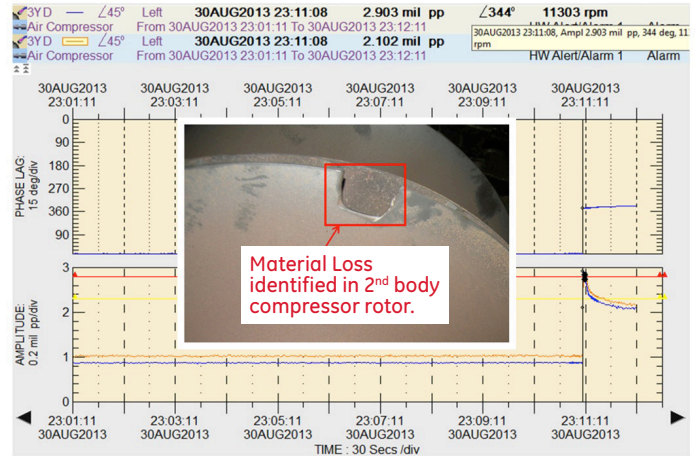 3YD — ∠45° Left 30AUG2013 23:11:08 2.903 mil pp ∠344° 11303 rpm
Air Compressor From 30AUG2013 23:01:11 To 30AUG2013 23:12:11 HW Alert/Alarm 1 Alarm
3YD ∠45° Left 30AUG2013 23:11:08 2.102 mil pp
30AUG2013 23:11:08, Ampl 2.903 mil pp, 344 deg, 11
rpm
Air Compressor From 30AUG2013 23:01:11 To 30AUG2013 23:12:11 HW Alert/Alarm 1 Alarm
30AUG2013 30AUG2013 30AUG2013 30AUG2013 30AUG2013 30AUG2013
23:01:11 23:03:11 23:05:11 23:07:11 23:09:11 23:11:11
PHASE LAG:
15 deg/div
0
90
180
270
360
90
Material Loss
identified in 2nd body
compressor rotor.
AMPLITUDE:
0.2 mil pp/div
3
2
1
0
23:01:11 23:03:11 23:05:11 23:07:11 23:09:11 23:11:11
30AUG2013 30AUG2013 30AUG2013 30AUG2013 30AUG2013 30AUG2013
TIME : 30 Secs /div